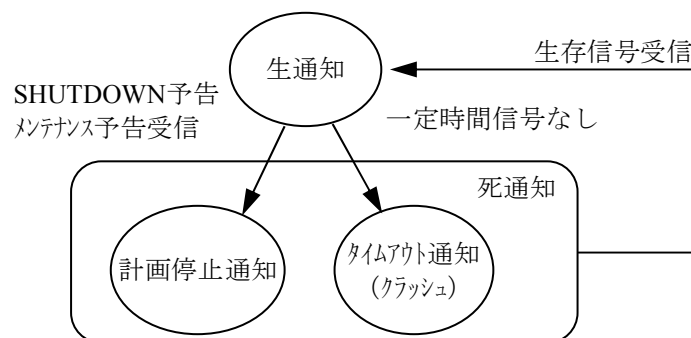 生通知
生存信号受信
SHUTDOWN予告
ﾒﾝﾃﾅﾝｽ予告受信
一定時間信号なし
死通知
計画停止通知
ﾀｲﾑｱｳﾄ通知
(ｸﾗｯｼｭ)